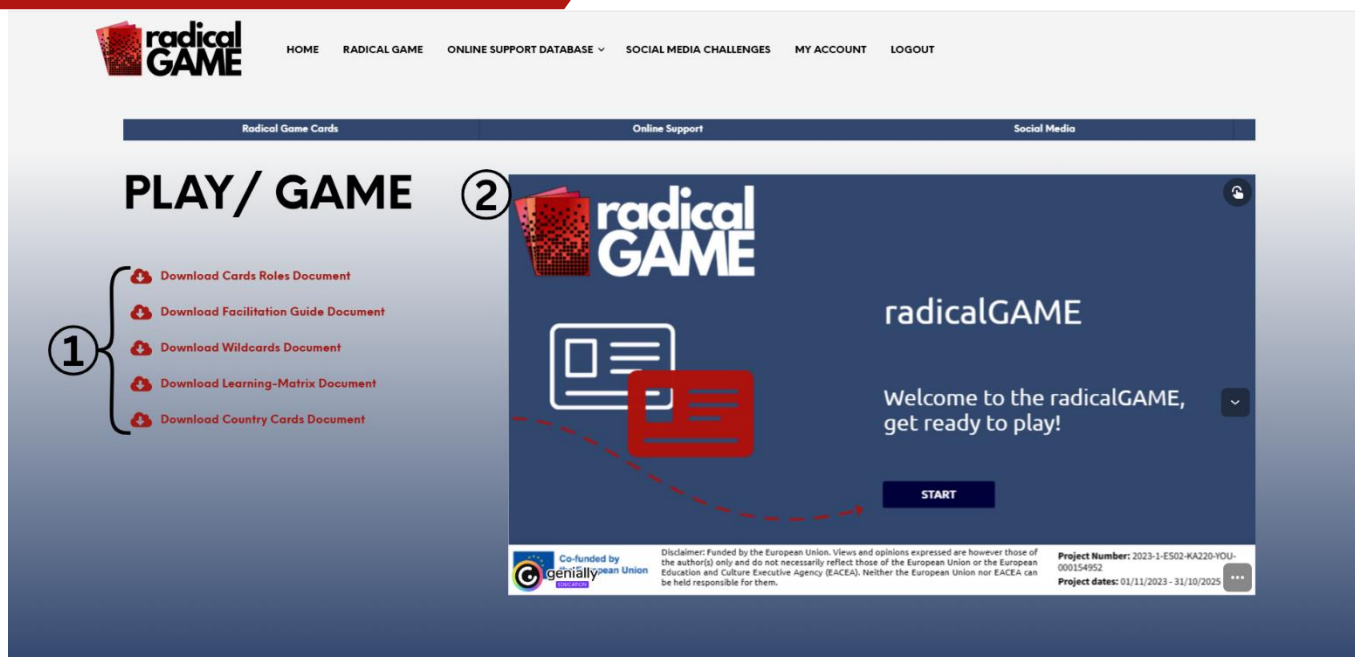 radical
GAME
HOME
RADICAL GAME
ONLINE SUPPORT DATABASE
SOCIAL MEDIA CHALLENGES
MY ACCOUNT
LOGOUT
Radical Game Cards
Online Support
Social Media
PLAY/ GAME
1
Download Cards Roles Document
Download Facilitation Guide Document
Download Wildcards Document
Download Learning-Matrix Document
Download Country Cards Document
2
radical
GAME
radicalGAME
Welcome to the radicalGAME,
get ready to play!
START
Co-funded by
European Union
genially
EDUCATION
Disclaimer: Funded by the European Union. Views and opinions expressed are however those of
the author(s) only and do not necessarily reflect those of the European Union or the European
Education and Culture Executive Agency (EACEA). Neither the European Union nor EACEA can
be held responsible for them.
Project Number: 2023-1-ES02-KA220-YOU-
000154952
Project dates: 01/11/2023 - 31/10/2025